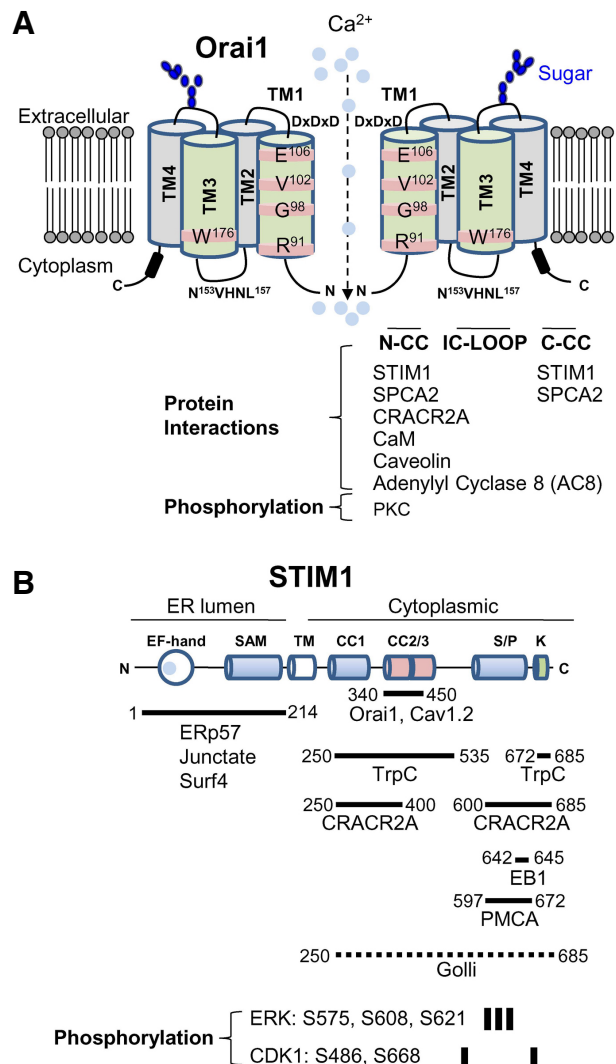 A
Ca2+
Orai1
Sugar
TM1 TM1
Extracellular
DxDxD DxDxD
TM4 TM3 TM2 E106 V102 G98 R91 W176
E106 V102 G98 R91 TM2 TM3 W176 TM4
Cytoplasm
C N N C
N153VHNL157 N153VHNL157
N-CC IC-LOOP C-CC
Protein Interactions
STIM1 STIM1
SPCA2 SPCA2
CRACR2A
CaM
Caveolin
Adenylyl Cyclase 8 (AC8)
Phosphorylation PKC
B
STIM1
ER lumen Cytoplasmic
EF-hand SAM TM CC1 CC2/3 S/P K
N C
340 450
Orai1, Cav1.2
1 214
ERp57
Junctate
Surf4
250 535 672 685
TrpC TrpC
250 400 600 685
CRACR2A CRACR2A
642 645
EB1
597 672
PMCA
250 685
Golli
Phosphorylation
ERK: S575, S608, S621
CDK1: S486, S668